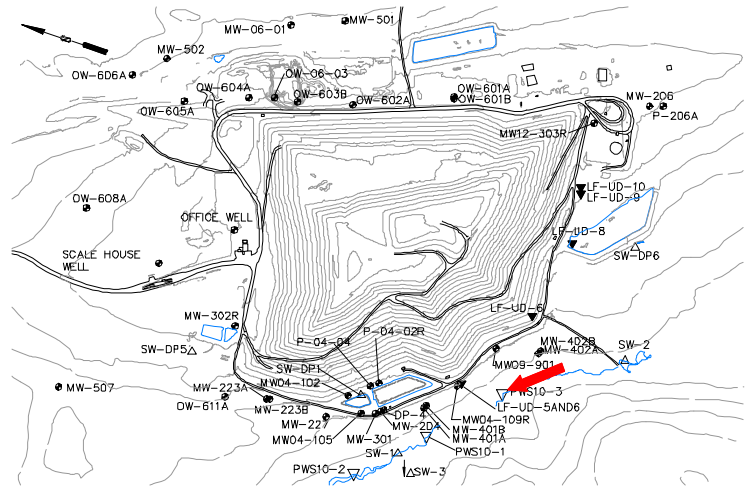 MW-06-01
MW-501
MW-502
OW-606A
OW-06-03
OW-604A
OW-603B
OW-605A
OW-602A
OW-601A
OW-601B
MW-206
P-206A
MW12-303R
LF-UD-10
LF-UD-9
OW-608A
OFFICE WELL
LF-UD-8
SW-DP6
SCALE HOUSE
WELL
MW-302R
LF-UD-6
P-04-04
P-04-02R
MW-402B
MW-402A
SW-2
SW-DP5
SW-DP1
MW09-901
MW-507
MW-223A
MW04-102
PWS10-3
OW-611A
MW-223B
LF-UD-5AND6
MW04-109R
DP-4
MW-227
MW-204
MW-401B
MW04-105
MW-301
MW-401A
SW-1
PWS10-1
PWS10-2
SW-3